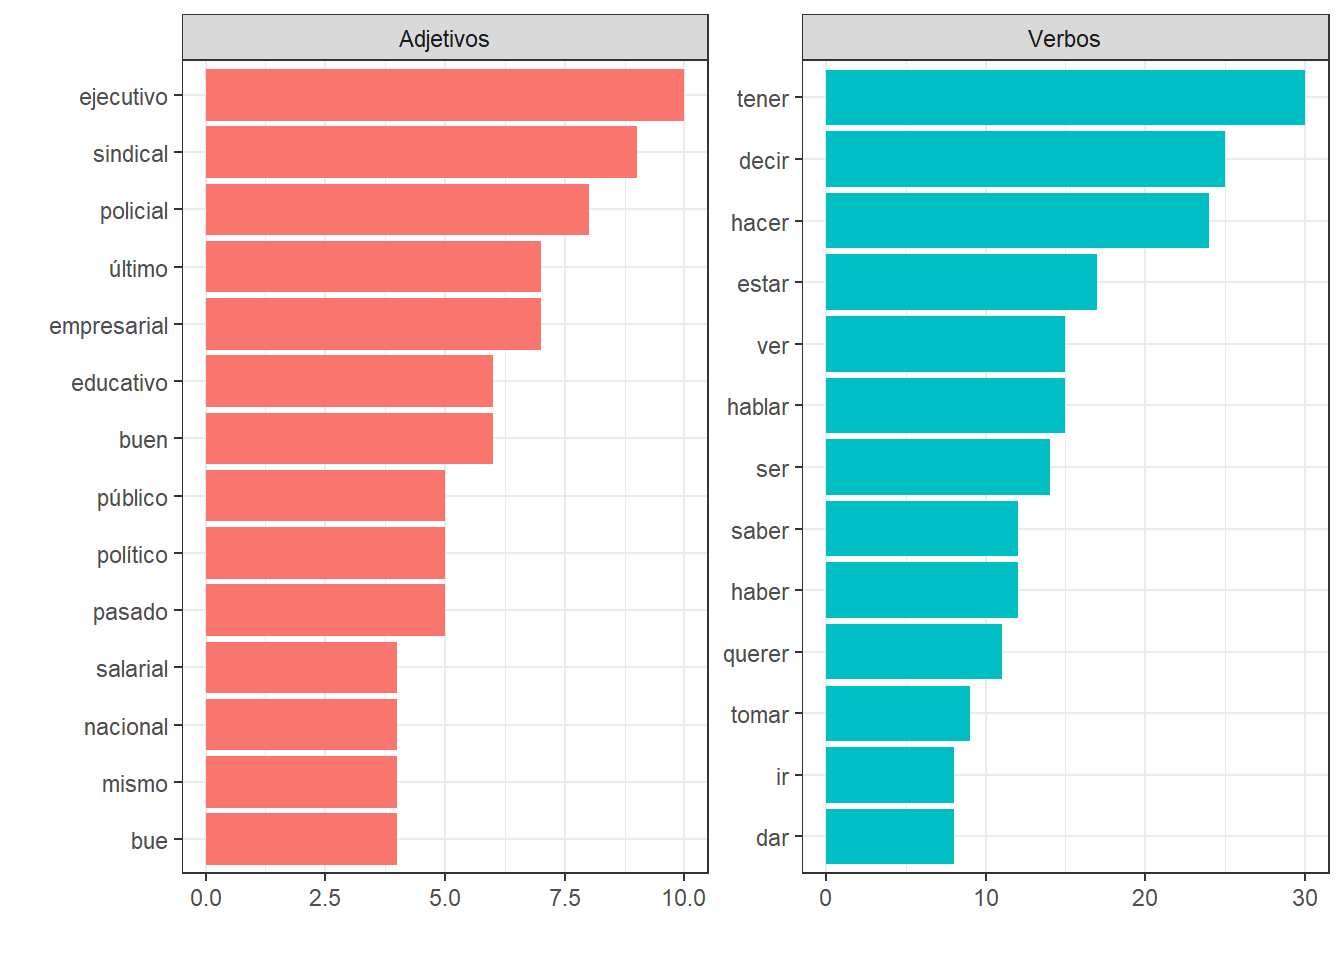 Adjetivos
ejecutivo
sindical
policial
último
empresarial
educativo
buen
público
político
pasado
salarial
nacional
mismo
bue
0.0 2.5 5.0 7.5 10.0
Verbos
tener
decir
hacer
estar
ver
hablar
ser
saber
haber
querer
tomar
ir
dar
0 10 20 30